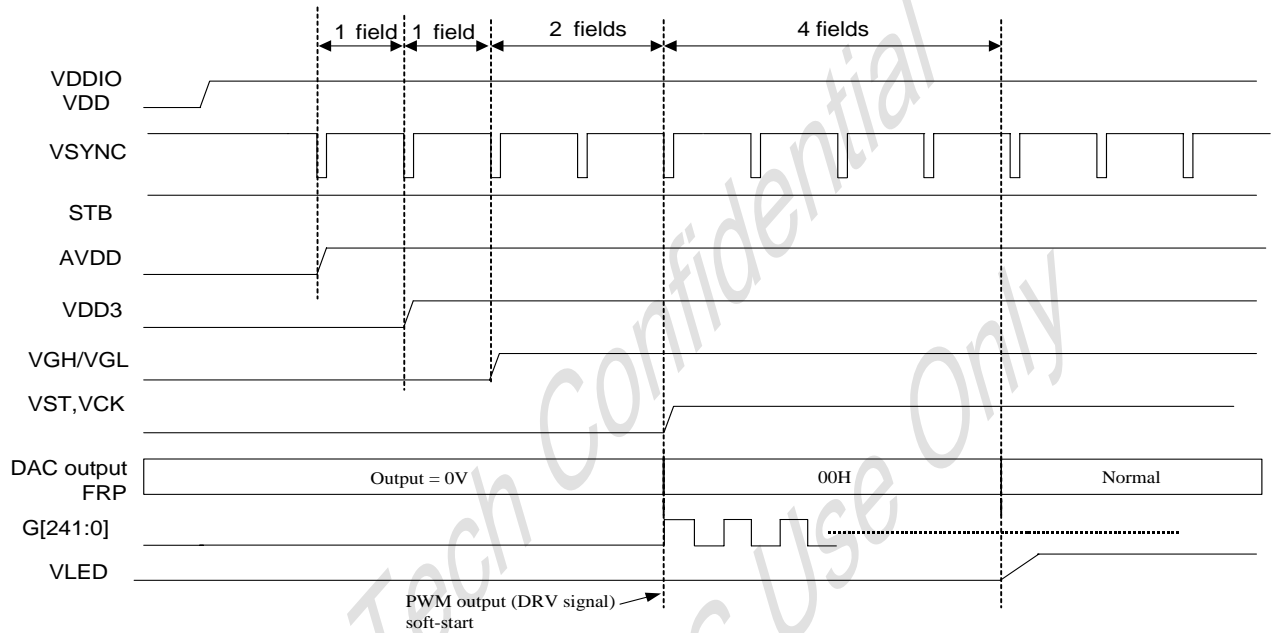 1 field
1 field
2 fields
4 fields
VDDIO
VDD
VSYNC
STB
AVDD
VDD3
VGH/VGL
VST,VCK
DAC output
FRP
Output = 0V
00H
Normal
G[241:0]
VLED
PWM output (DRV signal)
soft-start
Tech Confidential
Use Only